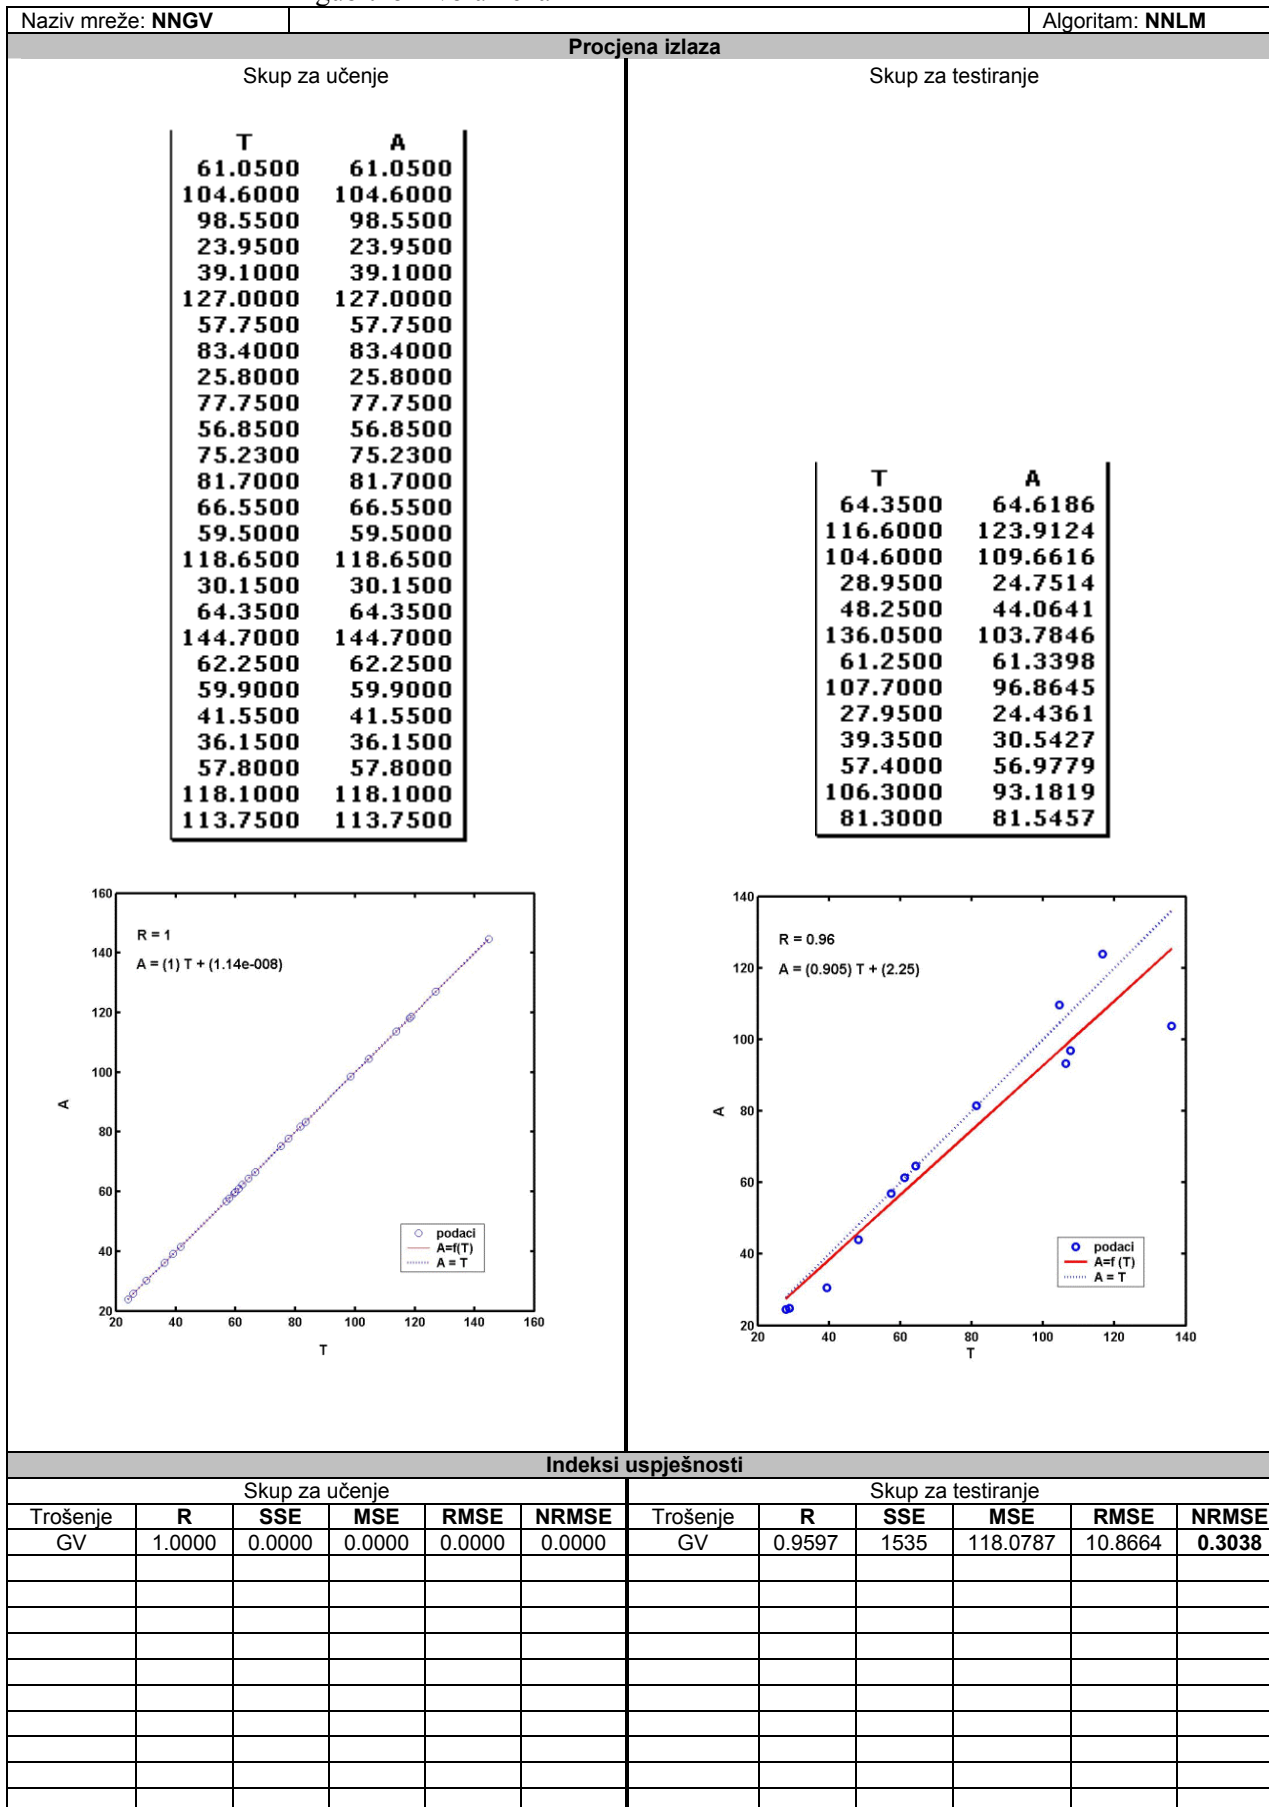 Naziv mreže: NNGV Algoritam: NNLM
Procjena izlaza
Skup za učenje
T A
61.0500 61.0500
104.6000 104.6000
98.5500 98.5500
23.9500 23.9500
39.1000 39.1000
127.0000 127.0000
57.7500 57.7500
83.4000 83.4000
25.8000 25.8000
77.7500 77.7500
56.8500 56.8500
75.2300 75.2300
81.7000 81.7000
66.5500 66.5500
59.5000 59.5000
118.6500 118.6500
30.1500 30.1500
64.3500 64.3500
144.7000 144.7000
62.2500 62.2500
59.9000 59.9000
41.5500 41.5500
36.1500 36.1500
57.8000 57.8000
118.1000 118.1000
113.7500 113.7500
160
140
120
100
80
60
40
20
R = 1
A = (1) T + (1.14e-008)
A
podaci
A=f(T)
A = T
20 40 60 80 100 120 140 160
T
Skup za testiranje
T A
64.3500 64.6186
116.6000 123.9124
104.6000 109.6616
28.9500 24.7514
48.2500 44.0641
136.0500 103.7846
61.2500 61.3398
107.7000 96.8645
27.9500 24.4361
39.3500 30.5427
57.4000 56.9779
106.3000 93.1819
81.3000 81.5457
140
120
100
80
60
40
20
R = 0.96
A = (0.905) T + (2.25)
A
podaci
A=f (T)
A = T
20 40 60 80 100 120 140
T
Indeksi uspješnosti
Skup za učenje Skup za testiranje
Trošenje R SSE MSE RMSE NRMSE Trošenje R SSE MSE RMSE NRMSE
GV 1.0000 0.0000 0.0000 0.0000 0.0000 GV 0.9597 1535 118.0787 10.8664 0.3038